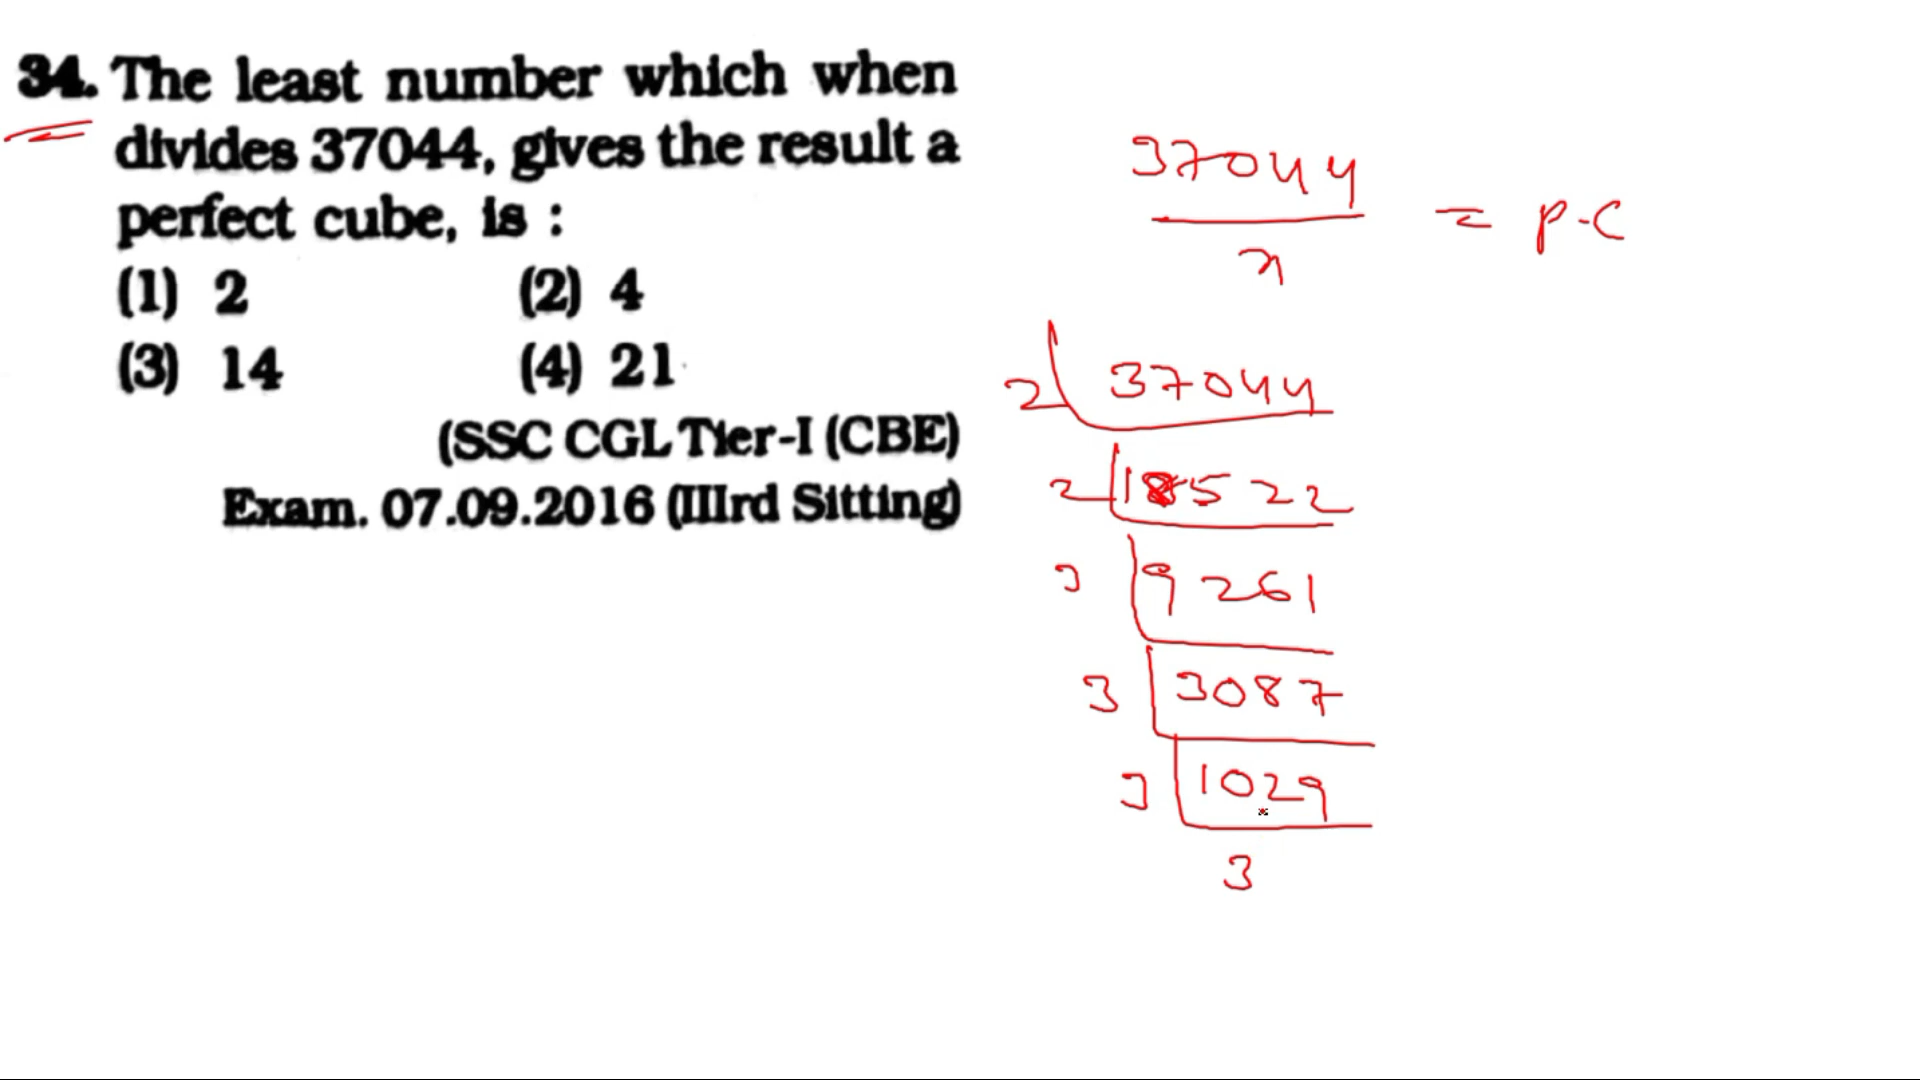 34. The least number which when
divides 37044, gives the result a
perfect cube, is :
(1) 2 (2) 4
(3) 14 (4) 21
(SSC CGL Tier-I (CBE)
Exam. 07.09.2016 (IIIrd Sitting)
37044
= P-C
x
2 37044
2 18522
3 9261
3 3087
3 1029
3